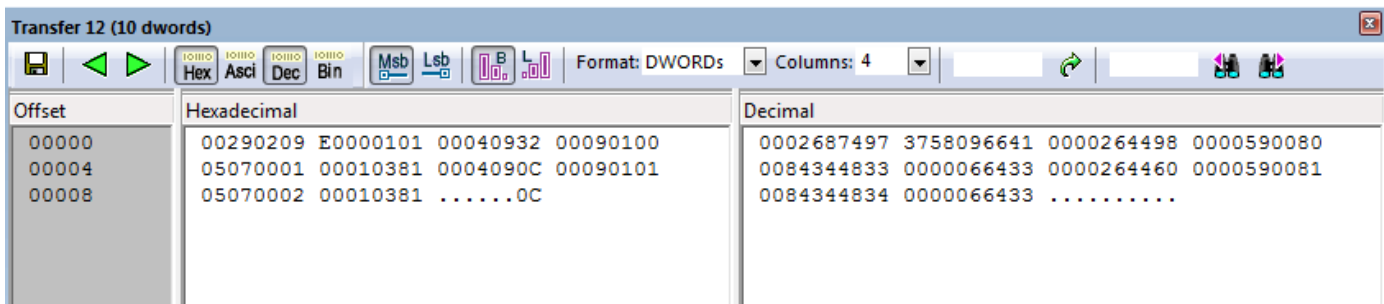 Transfer 12 (10 dwords)
Hex Asci Dec Bin Msb Lsb B L Format: DWORDs Columns: 4
Offset Hexadecimal Decimal
00000 00290209 E0000101 00040932 00090100 0002687497 3758096641 0000264498 0000590080
00004 05070001 00010381 0004090C 00090101 0084344833 0000066433 0000264460 0000590081
00008 05070002 00010381 ......0C 0084344834 0000066433 ..........